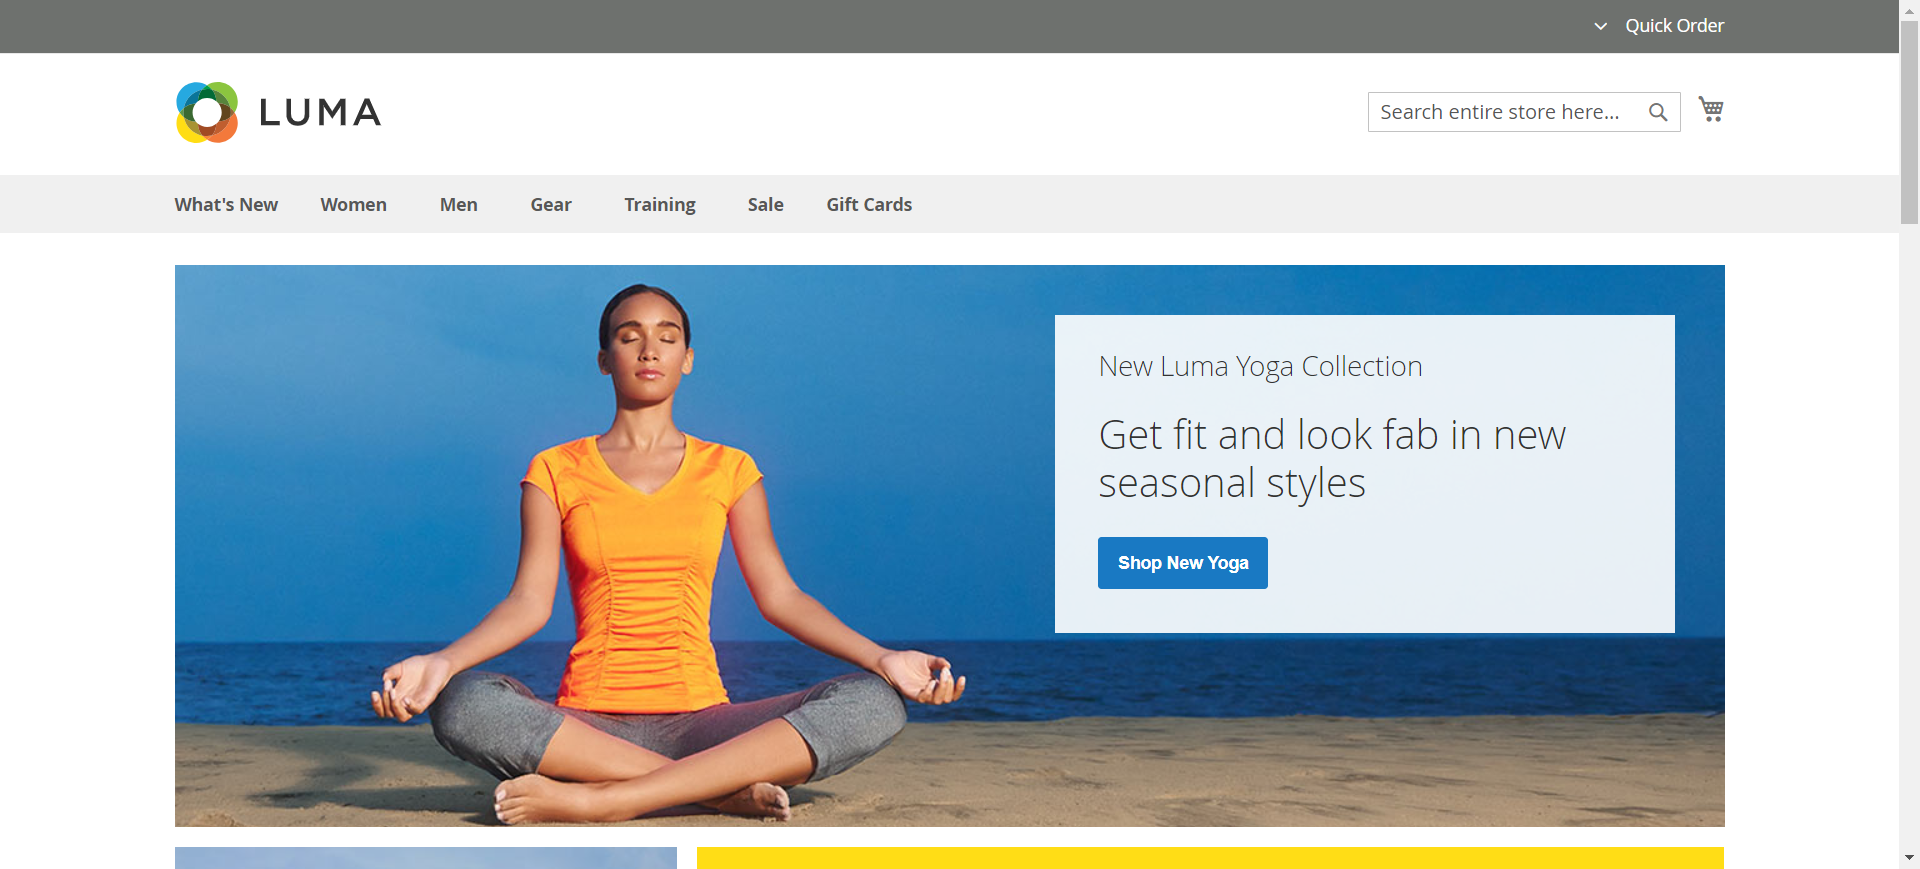 Quick Order
LUMA
Search entire store here...
What's New
Women
Men
Gear
Training
Sale
Gift Cards
New Luma Yoga Collection
Get fit and look fab in new
seasonal styles
Shop New Yoga